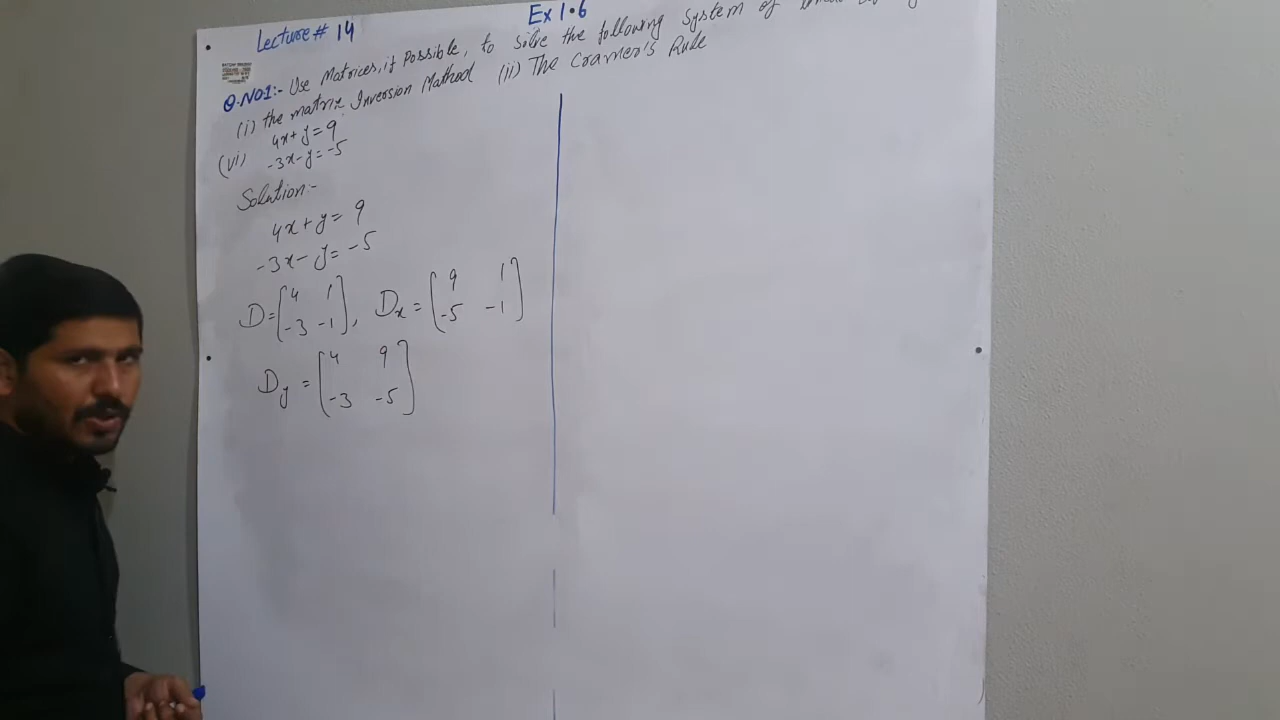 Lecture# 14
Ex 1.6
Q.NO1:- Use Matrices, if Possible, to solve the following System of
(i) the matrix Inversion Mathod (ii) The Cramer's Rule
(vi) 4x+y=9
-3x-y=-5
Solution:-
4x+y=9
-3x-y=-5
D=[4 1
-3 -1], Dx=[9 1
-5 -1]
Dy=[4 9
-3 -5]